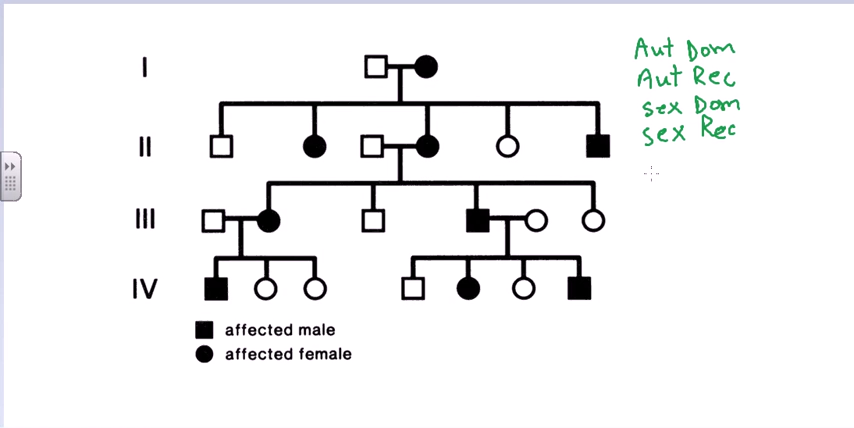 I
Aut Dom
Aut Rec
sex Dom
sex Rec
II
III
IV
affected male
affected female